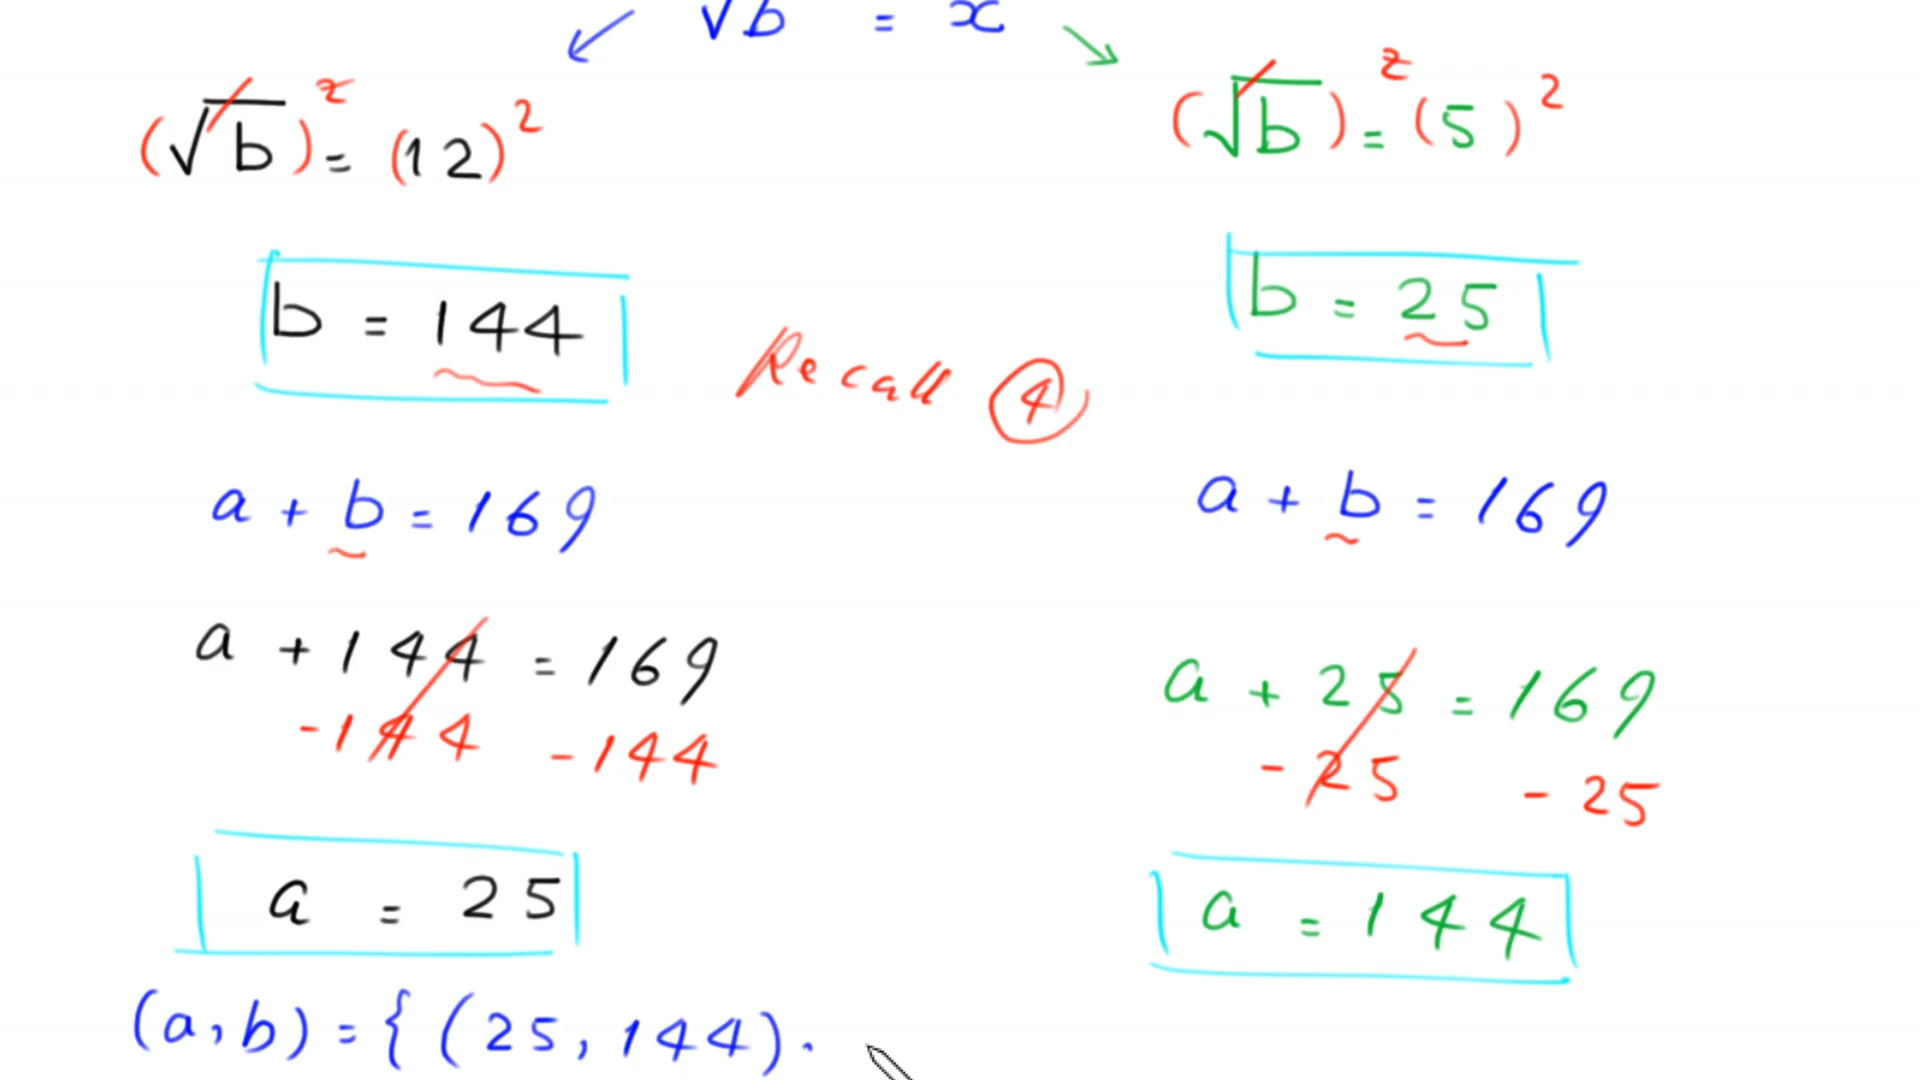 √b = x
(√b)² = (12)²
(√b)² = (5)²
b = 144
b = 25
Recall ④
a + b = 169
a + b = 169
a + 144 = 169
-144 -144
a + 25 = 169
- 25 - 25
a = 25
a = 144
(a,b) = { (25, 144).